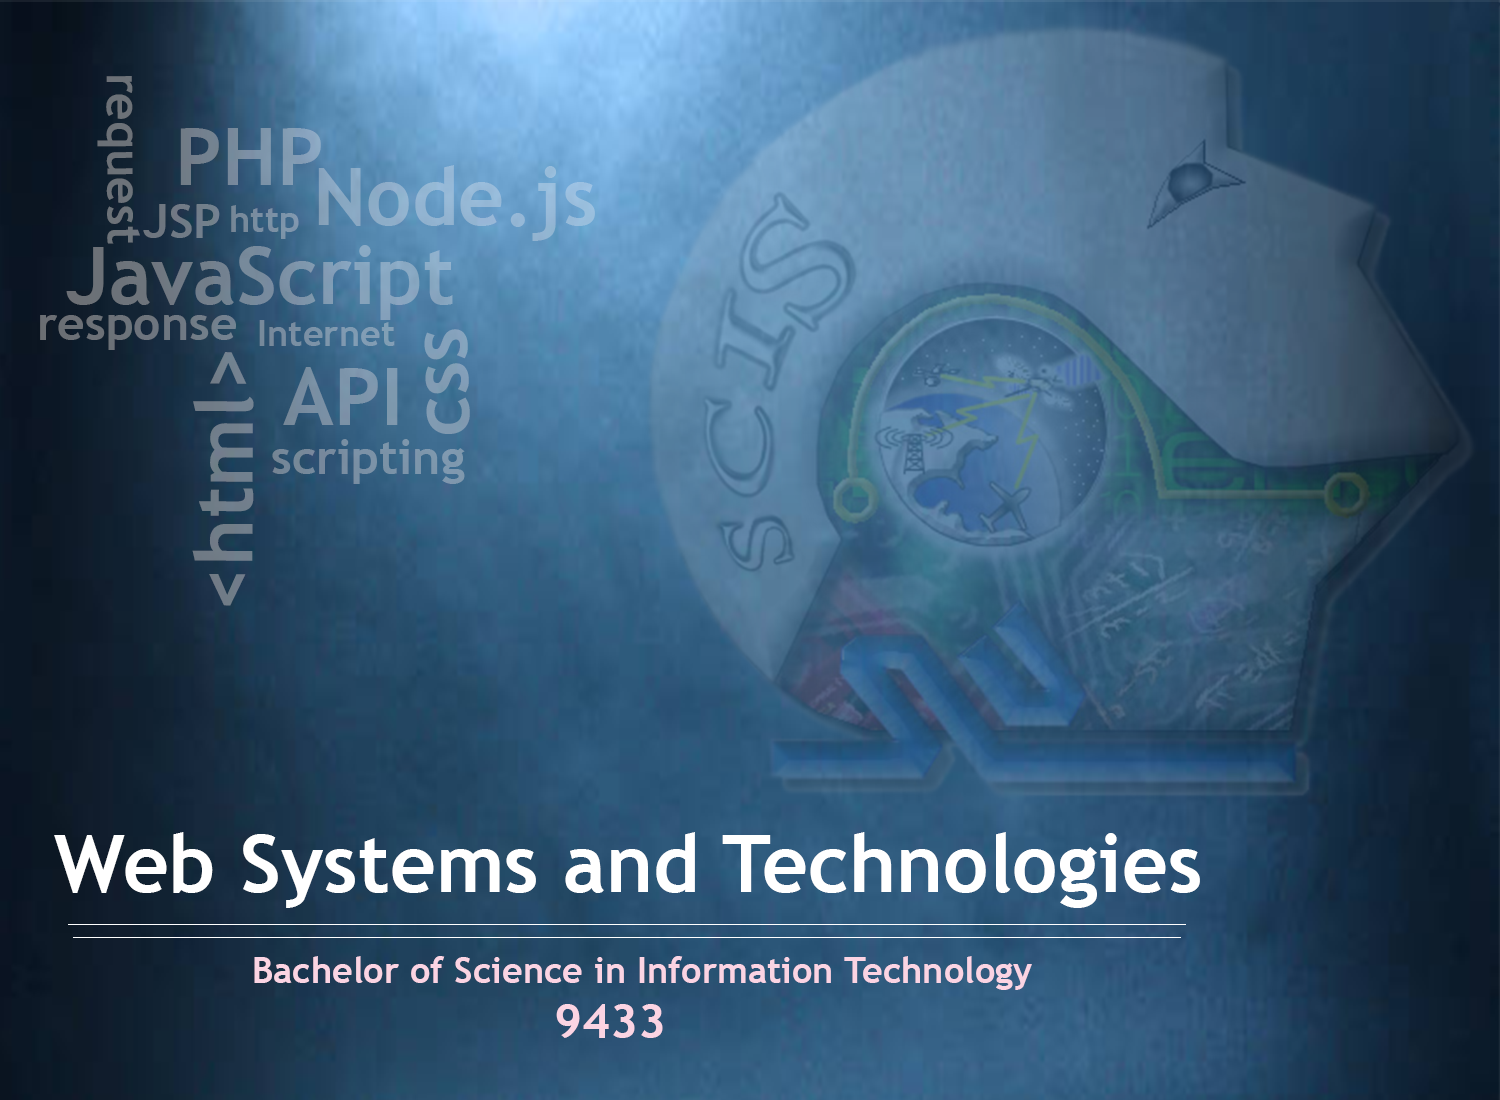 request
PHP
Node.js
JSP
http
JavaScript
response
Internet
<html>
API
CSS
scripting
SCIS
Web Systems and Technologies
Bachelor of Science in Information Technology
9433